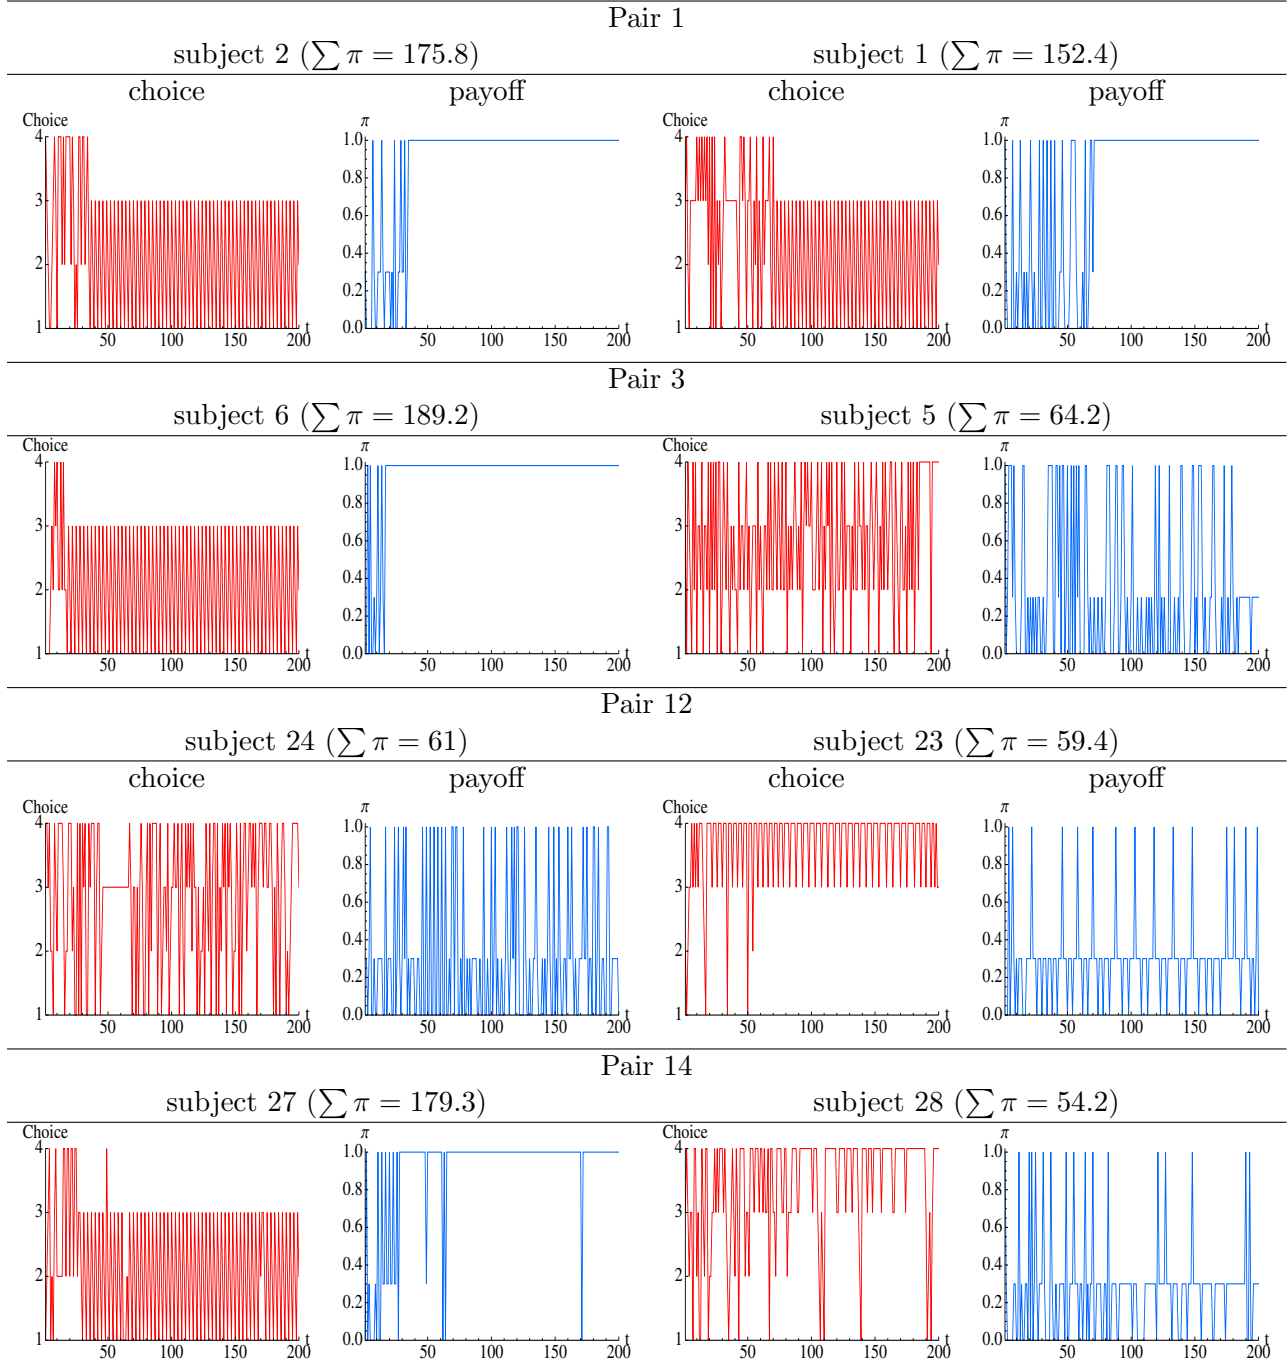 Pair 1
subject 2 (∑ π = 175.8) subject 1 (∑ π = 152.4)
choice payoff choice payoff
Choice π Choice π
4 1.0 4 1.0
0.8 0.8
3 3
0.6 0.6
0.4 0.4
2 2
0.2 0.2
1 0.0 1 0.0
50 100 150 200 t 50 100 150 200 t 50 100 150 200 t 50 100 150 200 t
Pair 3
subject 6 (∑ π = 189.2) subject 5 (∑ π = 64.2)
Choice π Choice π
4 1.0 4 1.0
0.8 0.8
3 3
0.6 0.6
0.4 0.4
2 2
0.2 0.2
1 0.0 1 0.0
50 100 150 200 t 50 100 150 200 t 50 100 150 200 t 50 100 150 200 t
Pair 12
subject 24 (∑ π = 61) subject 23 (∑ π = 59.4)
choice payoff choice payoff
Choice π Choice π
4 1.0 4 1.0
0.8 0.8
3 3
0.6 0.6
0.4 0.4
2 2
0.2 0.2
1 0.0 1 0.0
50 100 150 200 t 50 100 150 200 t 50 100 150 200 t 50 100 150 200 t
Pair 14
subject 27 (∑ π = 179.3) subject 28 (∑ π = 54.2)
Choice π Choice π
4 1.0 4 1.0
0.8 0.8
3 3
0.6 0.6
0.4 0.4
2 2
0.2 0.2
1 0.0 1 0.0
50 100 150 200 t 50 100 150 200 t 50 100 150 200 t 50 100 150 200 t